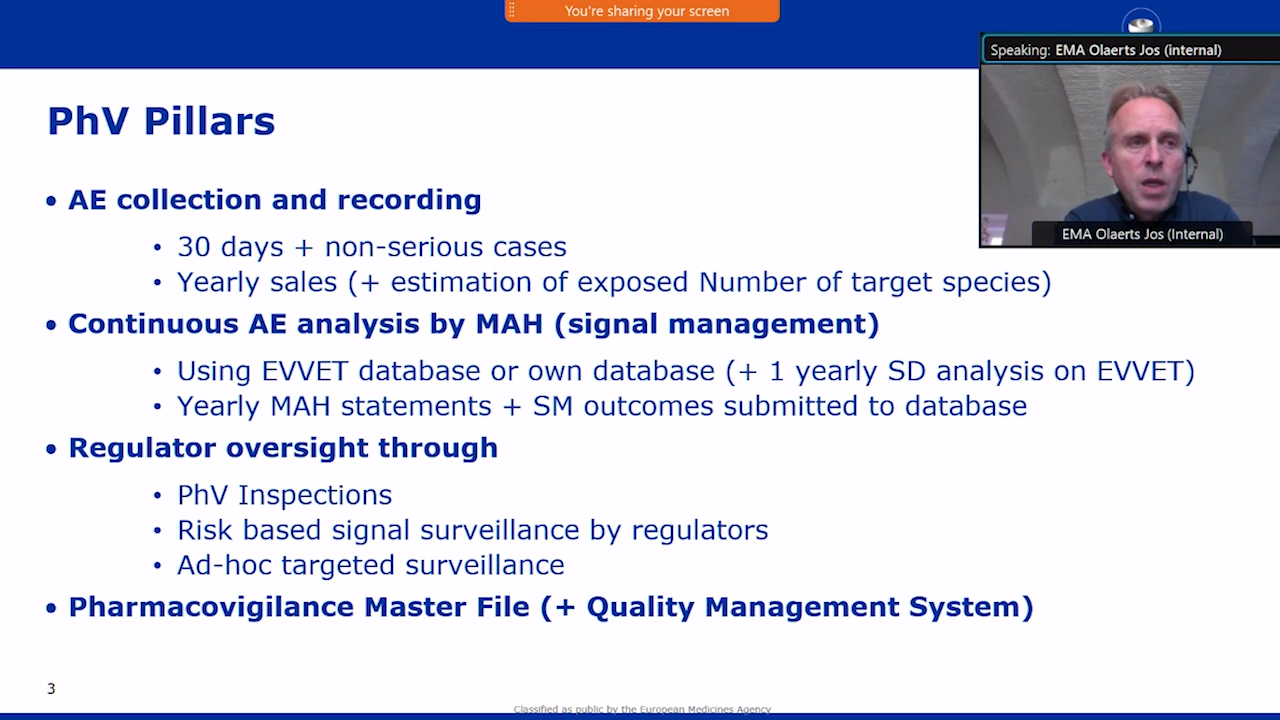 You're sharing your screen
Speaking: EMA Olaerts Jos (internal)
EMA Olaerts Jos (Internal)
PhV Pillars
• AE collection and recording
• 30 days + non-serious cases
• Yearly sales (+ estimation of exposed Number of target species)
• Continuous AE analysis by MAH (signal management)
• Using EVVET database or own database (+ 1 yearly SD analysis on EVVET)
• Yearly MAH statements + SM outcomes submitted to database
• Regulator oversight through
• PhV Inspections
• Risk based signal surveillance by regulators
• Ad-hoc targeted surveillance
• Pharmacovigilance Master File (+ Quality Management System)
3
Classified as public by the European Medicines Agency